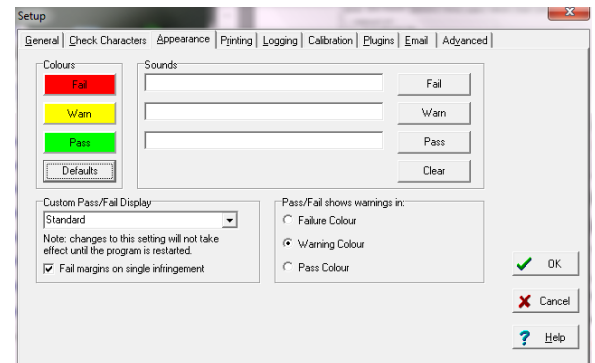 Setup
General Check Characters Appearance Printing Logging Calibration Plugins Email Advanced
Colours
Fail
Warn
Pass
Defaults
Sounds
Fail
Warn
Pass
Clear
Custom Pass/Fail Display
Standard
Note: changes to this setting will not take
effect until the program is restarted.
Fail margins on single infringement
Pass/Fail shows warnings in:
Failure Colour
Warning Colour
Pass Colour
OK
Cancel
Help